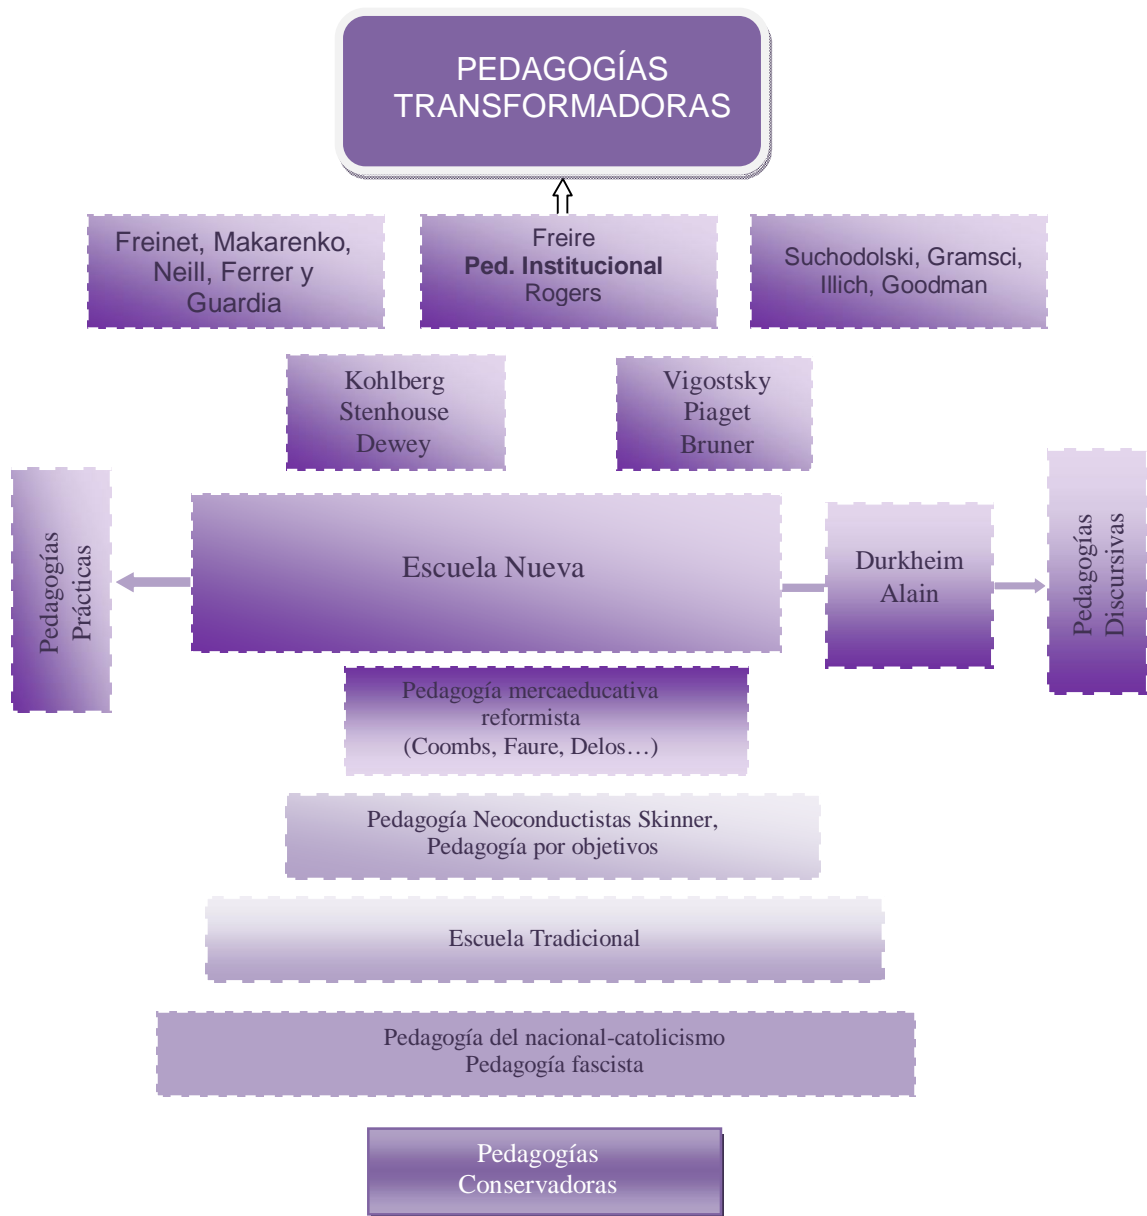 PEDAGOGÍAS
TRANSFORMADORAS
Freinet, Makarenko,
Neill, Ferrer y
Guardia
Freire
Ped. Institucional
Rogers
Suchodolski, Gramsci,
Illich, Goodman
Kohlberg
Stenhouse
Dewey
Vigostsky
Piaget
Bruner
Pedagogías
Prácticas
Escuela Nueva
Durkheim
Alain
Pedagogías
Discursivas
Pedagogía mercaeducativa
reformista
(Coombs, Faure, Delos…)
Pedagogía Neoconductistas Skinner,
Pedagogía por objetivos
Escuela Tradicional
Pedagogía del nacional-catolicismo
Pedagogía fascista
Pedagogías
Conservadoras